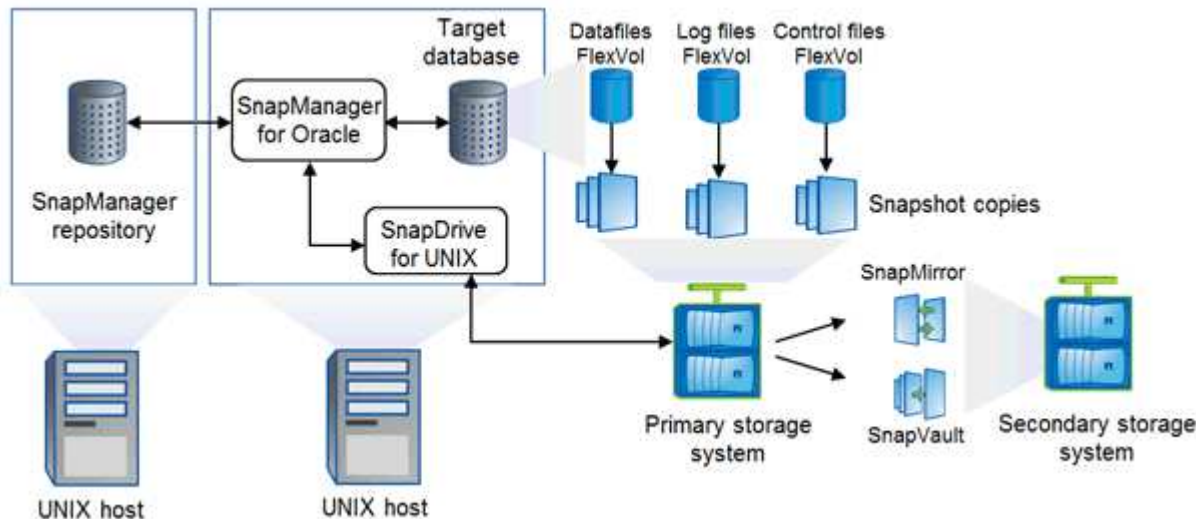 Target
database
Datafiles
FlexVol
Log files
FlexVol
Control files
FlexVol
SnapManager
for Oracle
SnapManager
repository
SnapDrive
for UNIX
Snapshot copies
SnapMirror
SnapVault
Primary storage
system
Secondary storage
system
UNIX host
UNIX host